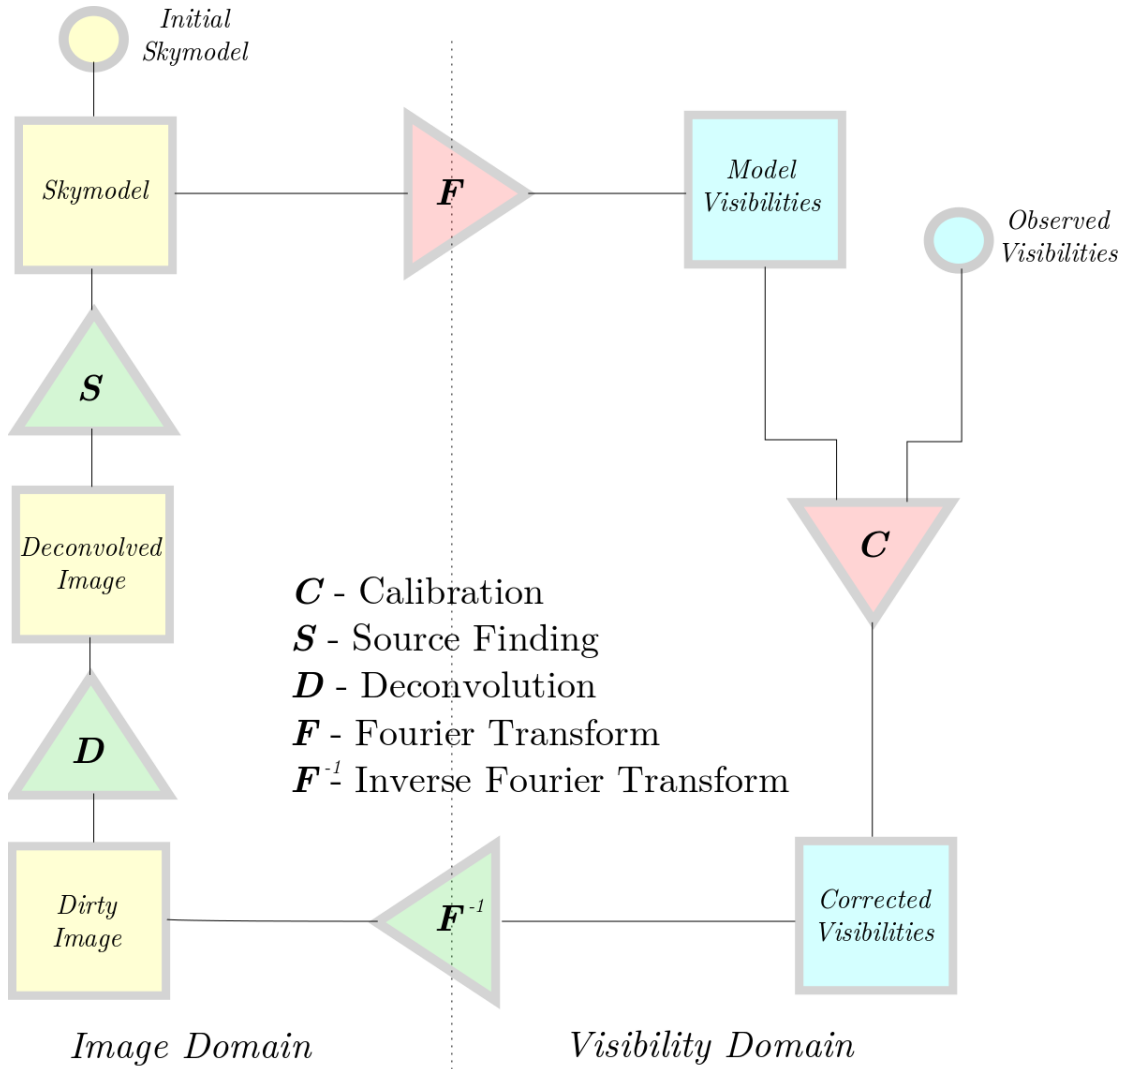 Initial
Skymodel
Skymodel
F
Model
Visibilities
Observed
Visibilities
S
C
Deconvolved
Image
C - Calibration
S - Source Finding
D - Deconvolution
F - Fourier Transform
F⁻¹ - Inverse Fourier Transform
D
Dirty
Image
F⁻¹
Corrected
Visibilities
Image Domain
Visibility Domain